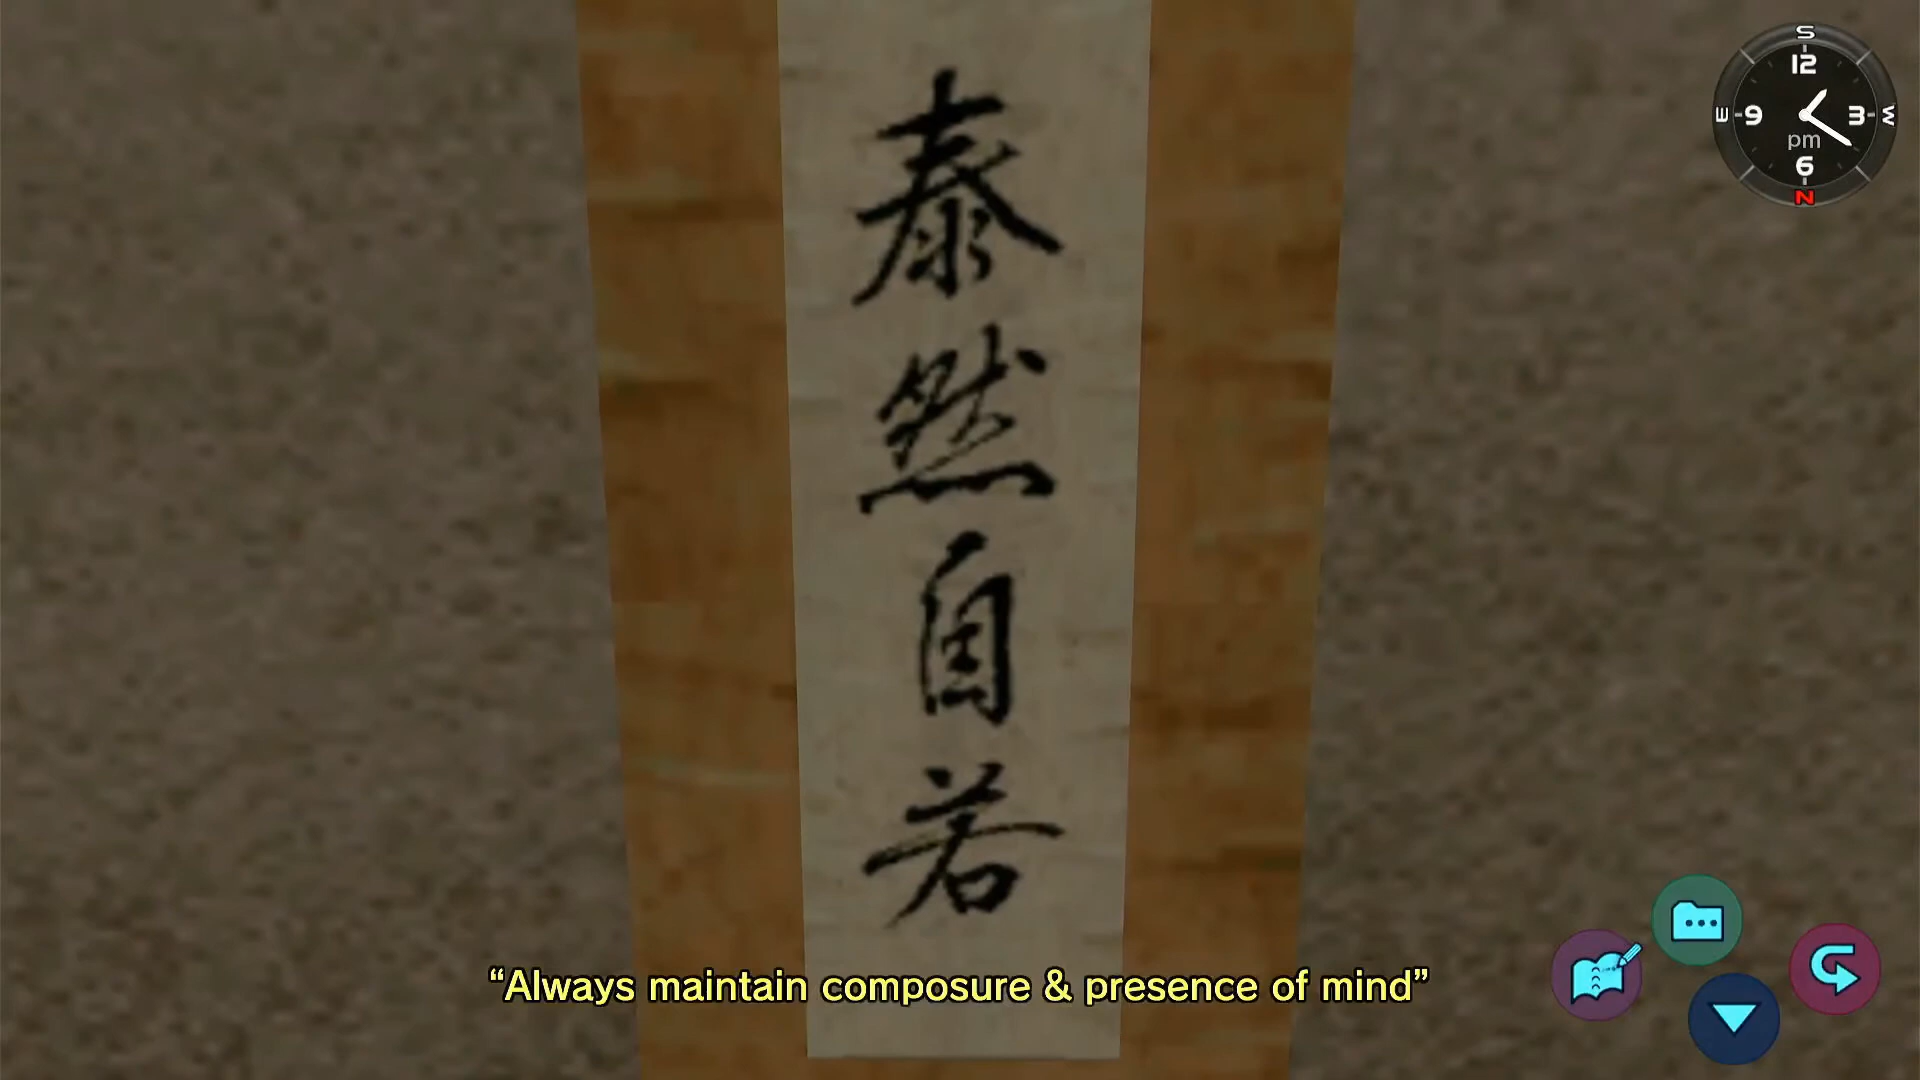 泰然自若
S
12
E 9 3 W
pm
6
N
“Always maintain composure & presence of mind”